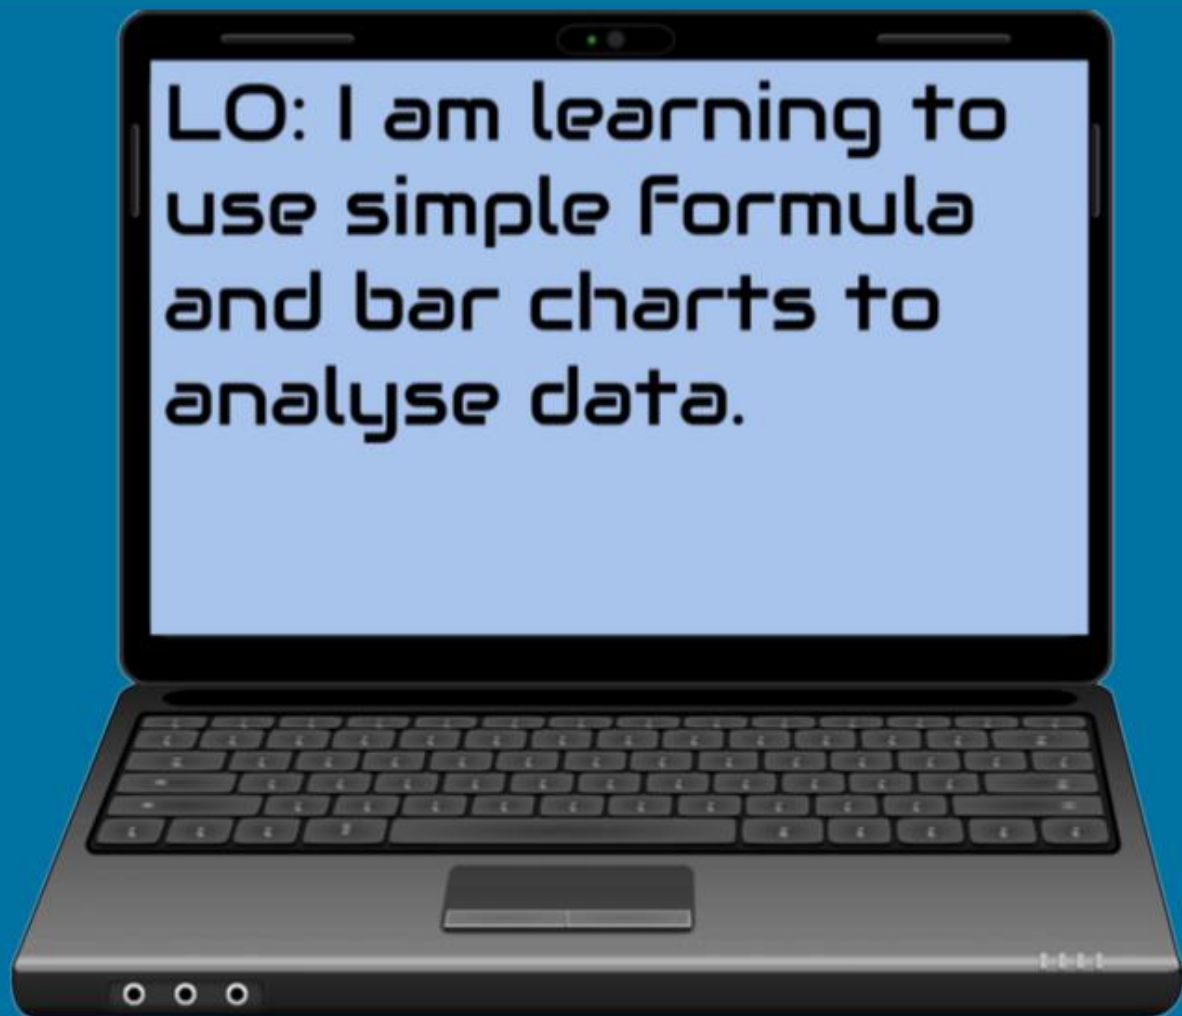 LO: I am learning to
use simple formula
and bar charts to
analyse data.